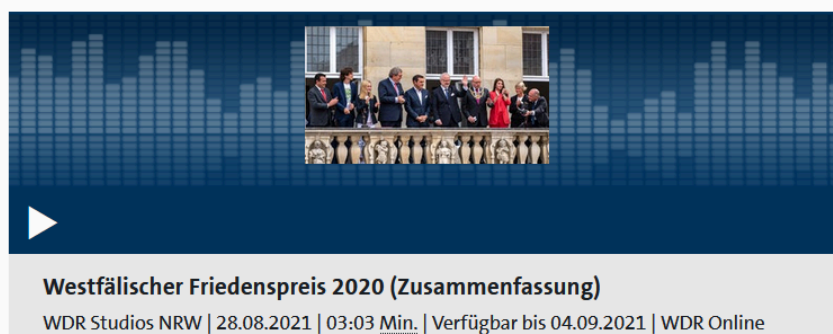 Westfälischer Friedenspreis 2020 (Zusammenfassung)
WDR Studios NRW | 28.08.2021 | 03:03 Min. | Verfügbar bis 04.09.2021 | WDR Online